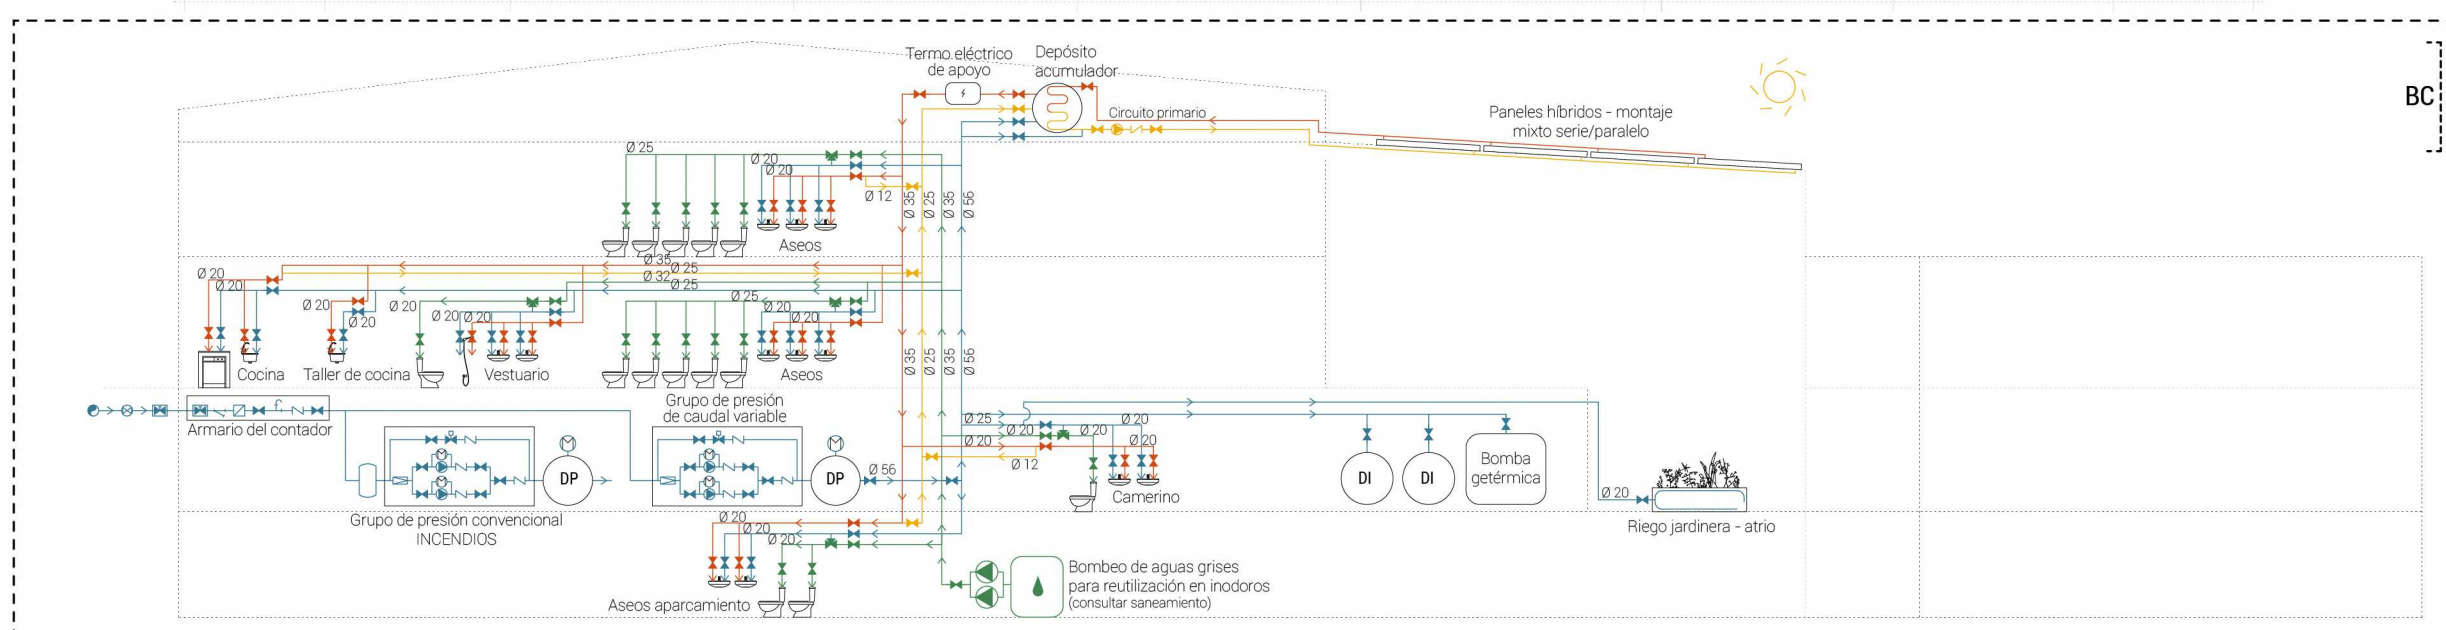 Termo eléctrico
de apoyo
Depósito
acumulador
Circuito primario
Paneles híbridos - montaje
mixto serie/paralelo
BC
Ø 25
Ø 20
Ø 20
Ø 12
Ø 35
Ø 25
Ø 35
Ø 56
Aseos
Ø 35
Ø 25
Ø 32
Ø 25
Ø 20
Ø 20
Ø 20
Ø 20
Ø 20
Ø 20
Ø 20
Ø 25
Ø 20
Ø 20
Ø 35
Ø 25
Ø 35
Ø 56
Cocina
Taller de cocina
Vestuario
Aseos
Armario del contador
Grupo de presión
de caudal variable
DP
DP
Ø 56
Grupo de presión convencional
INCENDIOS
Ø 25
Ø 20
Ø 20
Ø 20
Ø 20
Ø 20
Ø 12
Camerino
DI
DI
Bomba
getérmica
Ø 20
Riego jardinera - atrio
Ø 20
Ø 20
Ø 20
Aseos aparcamiento
Bombeo de aguas grises
para reutilización en inodoros
(consultar saneamiento)